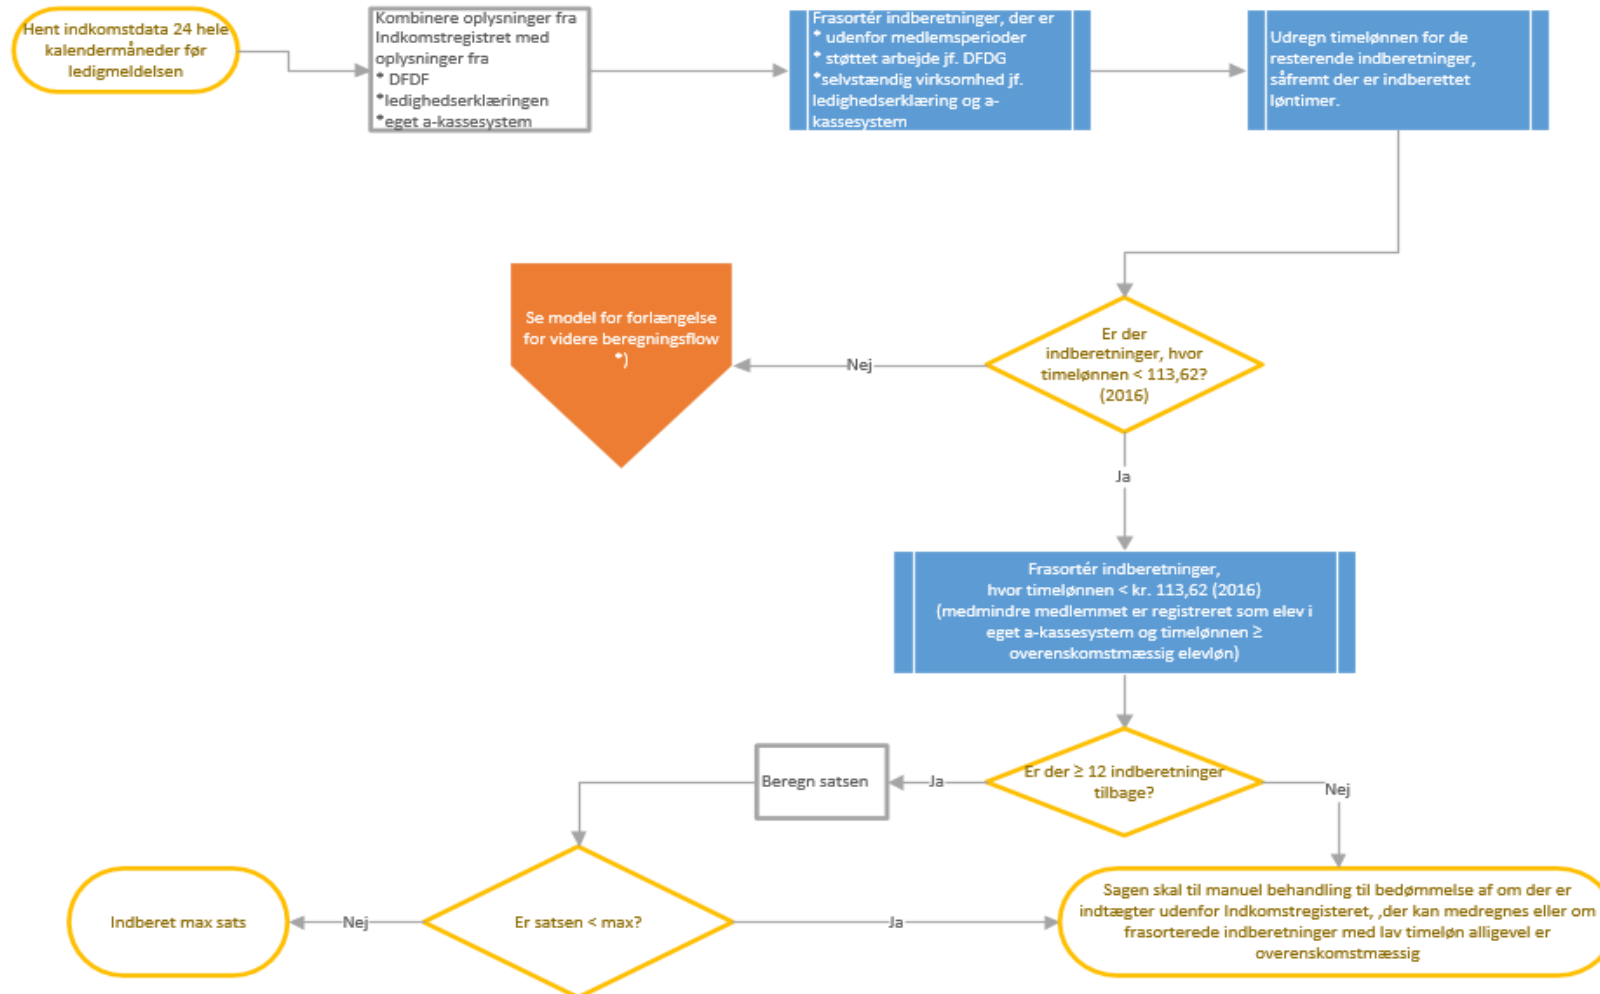 Hent indkomstdata 24 hele
kalendermåneder før
ledigmeldelsen
Kombinere oplysninger fra
Indkomstregistret med
oplysninger fra
* DFDF
*ledighedserklæringen
*eget a-kassesystem
Frasortér indberetninger, der er
* udenfor medlemsperioder
* støttet arbejde jf. DFDG
*selvstændig virksomhed jf.
ledighedserklæring og a-
kassesystem
Udregn timelønnen for de
resterende indberetninger,
såfremt der er indberettet
løntimer.
Er der
indberetninger, hvor
timelønnen < 113,62?
(2016)
Nej
Se model for forlængelse
for videre beregningsflow
*)
Ja
Frasortér indberetninger,
hvor timelønnen < kr. 113,62 (2016)
(medmindre medlemmet er registreret som elev i
eget a-kassesystem og timelønnen ≥
overenskomstmæssig elevløn)
Er der ≥ 12 indberetninger
tilbage?
Ja
Nej
Beregn satsen
Er satsen < max?
Nej
Ja
Indberet max sats
Sagen skal til manuel behandling til bedømmelse af om der er
indtægter udenfor Indkomstregisteret, ,der kan medregnes eller om
frasorterede indberetninger med lav timeløn alligevel er
overenskomstmæssig